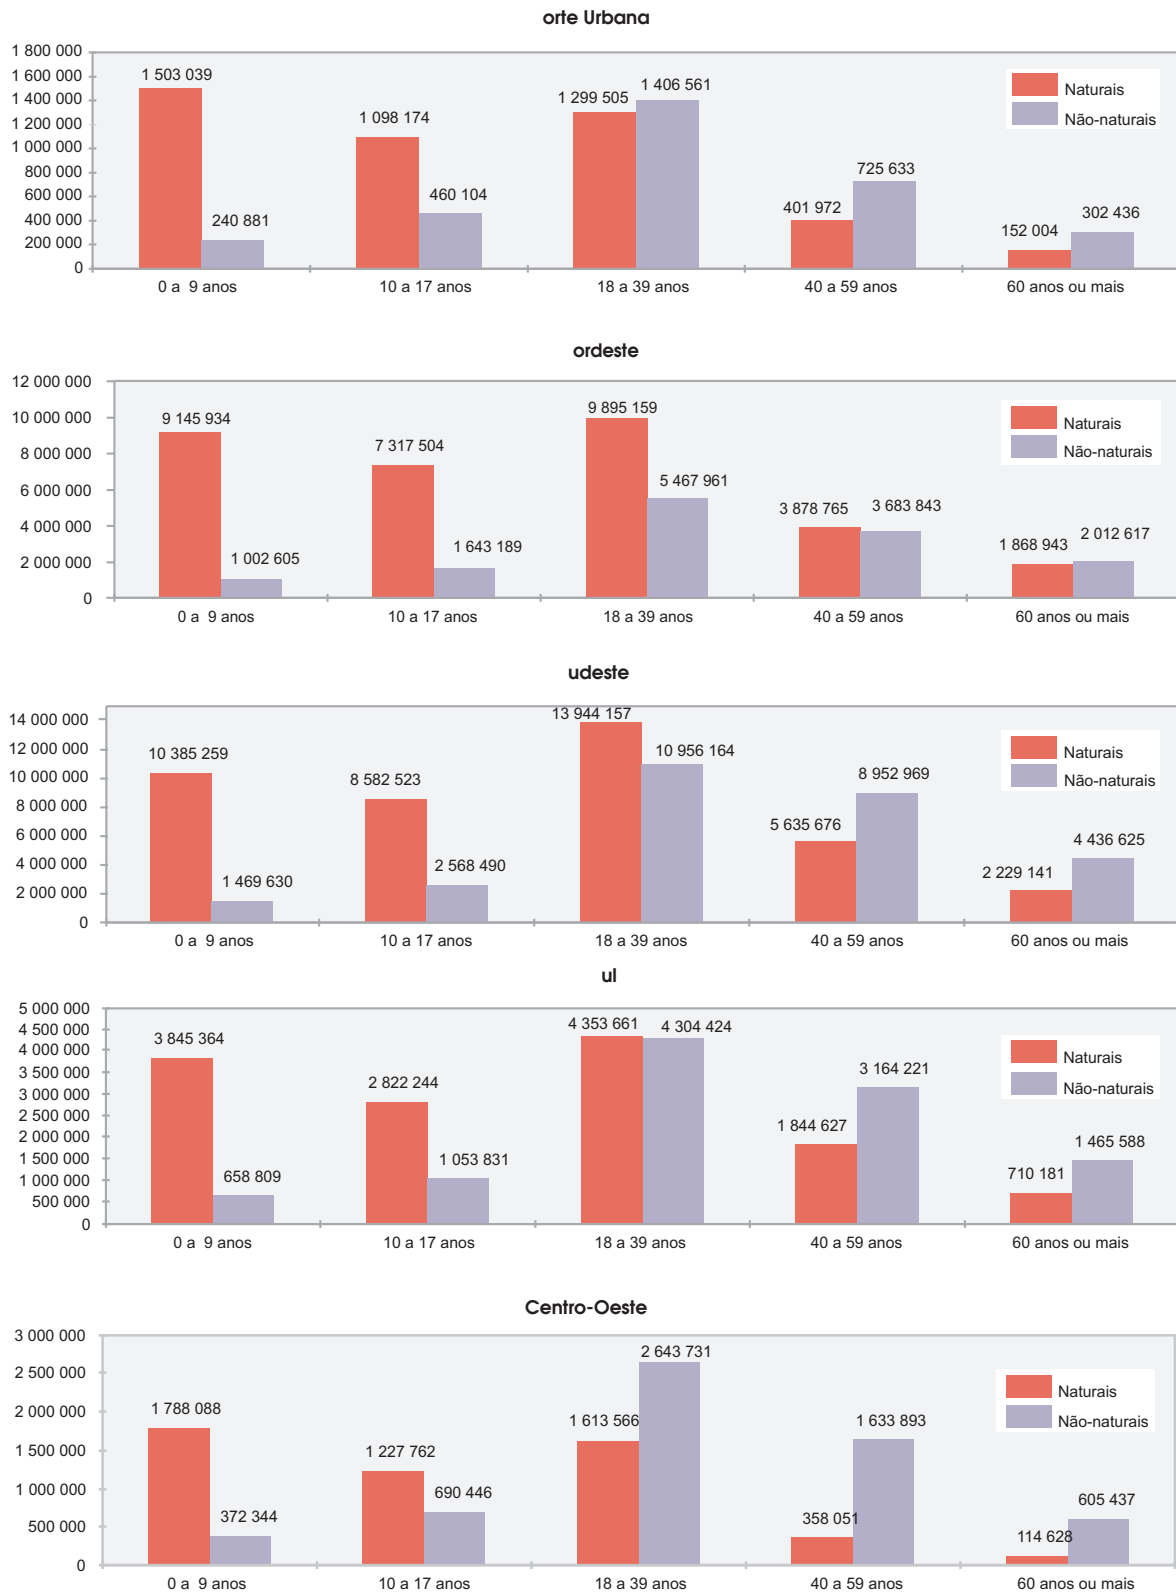 orte Urbana
1 800 000
1 600 000
1 400 000
1 200 000
1 000 000
800 000
600 000
400 000
200 000
0
1 503 039
240 881
1 098 174
460 104
1 299 505
1 406 561
401 972
725 633
152 004
302 436
Naturais
Não-naturais
0 a 9 anos
10 a 17 anos
18 a 39 anos
40 a 59 anos
60 anos ou mais
ordeste
12 000 000
10 000 000
8 000 000
6 000 000
4 000 000
2 000 000
0
9 145 934
1 002 605
7 317 504
1 643 189
9 895 159
5 467 961
3 878 765
3 683 843
1 868 943
2 012 617
Naturais
Não-naturais
0 a 9 anos
10 a 17 anos
18 a 39 anos
40 a 59 anos
60 anos ou mais
udeste
14 000 000
12 000 000
10 000 000
8 000 000
6 000 000
4 000 000
2 000 000
0
10 385 259
1 469 630
8 582 523
2 568 490
13 944 157
10 956 164
5 635 676
8 952 969
2 229 141
4 436 625
Naturais
Não-naturais
0 a 9 anos
10 a 17 anos
18 a 39 anos
40 a 59 anos
60 anos ou mais
ul
5 000 000
4 500 000
4 000 000
3 500 000
3 000 000
2 500 000
2 000 000
1 500 000
1 000 000
500 000
0
3 845 364
658 809
2 822 244
1 053 831
4 353 661
4 304 424
1 844 627
3 164 221
710 181
1 465 588
Naturais
Não-naturais
0 a 9 anos
10 a 17 anos
18 a 39 anos
40 a 59 anos
60 anos ou mais
Centro-Oeste
3 000 000
2 500 000
2 000 000
1 500 000
1 000 000
500 000
0
1 788 088
372 344
1 227 762
690 446
1 613 566
2 643 731
358 051
1 633 893
114 628
605 437
Naturais
Não-naturais
0 a 9 anos
10 a 17 anos
18 a 39 anos
40 a 59 anos
60 anos ou mais